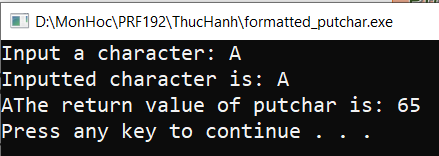 D:\MonHoc\PRF192\ThucHanh\formatted_putchar.exe
Input a character: A
Inputted character is: A
AThe return value of putchar is: 65
Press any key to continue . . .